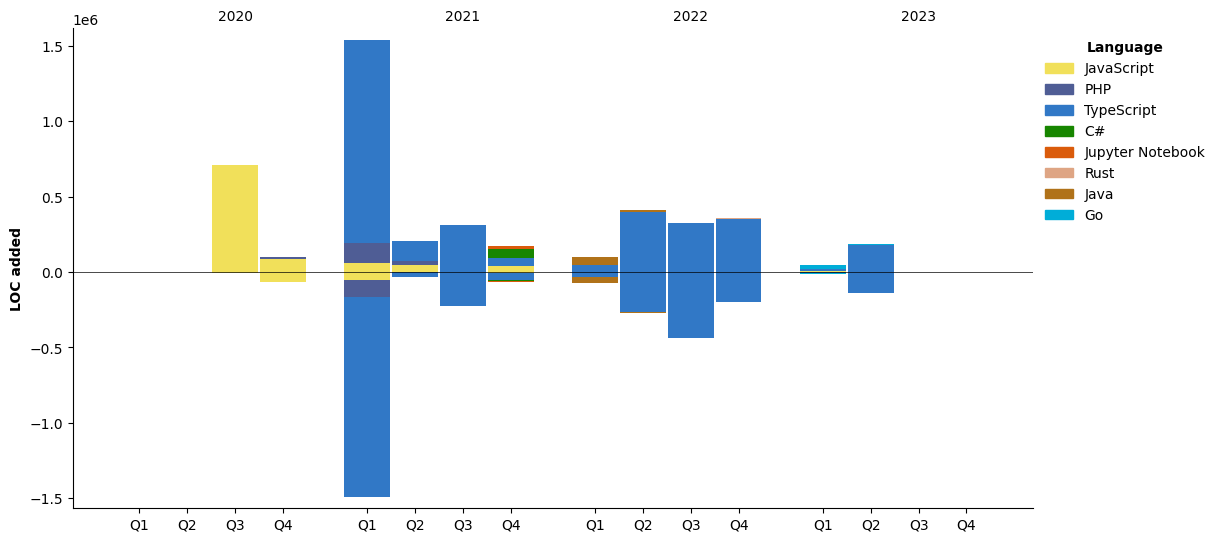 1e6
2020 2021 2022 2023
1.5
1.0
0.5
0.0
−0.5
−1.0
−1.5
LOC added
Q1 Q2 Q3 Q4 Q1 Q2 Q3 Q4 Q1 Q2 Q3 Q4 Q1 Q2 Q3 Q4
Language
JavaScript
PHP
TypeScript
C#
Jupyter Notebook
Rust
Java
Go